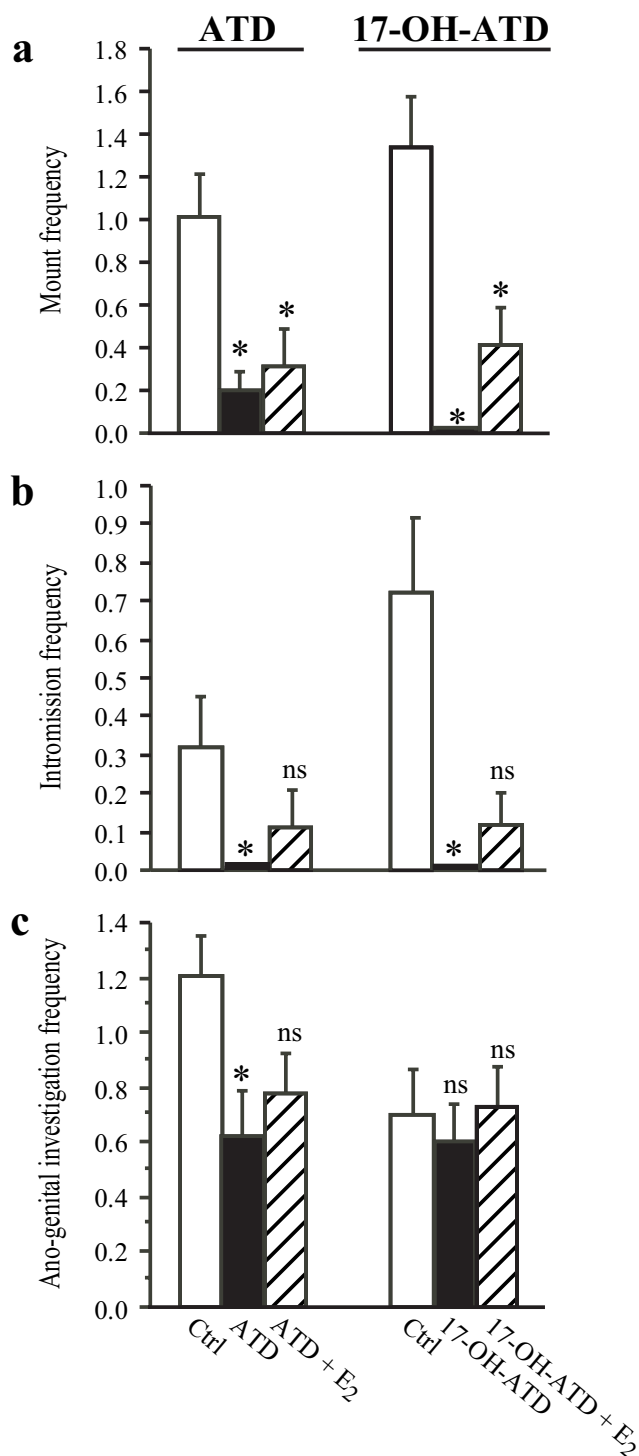 ATD 17-OH-ATD
a
Mount frequency
1.8
1.6
1.4
1.2
1.0
0.8
0.6
0.4
0.2
0.0
*
*
*
*
b
Intromission frequency
1.0
0.9
0.8
0.7
0.6
0.5
0.4
0.3
0.2
0.1
0.0
*
ns
*
ns
c
Ano-genital investigation frequency
1.4
1.2
1.0
0.8
0.6
0.4
0.2
0.0
*
ns
ns
ns
Ctrl
ATD
ATD + E₂
Ctrl
17-OH-ATD
17-OH-ATD + E₂